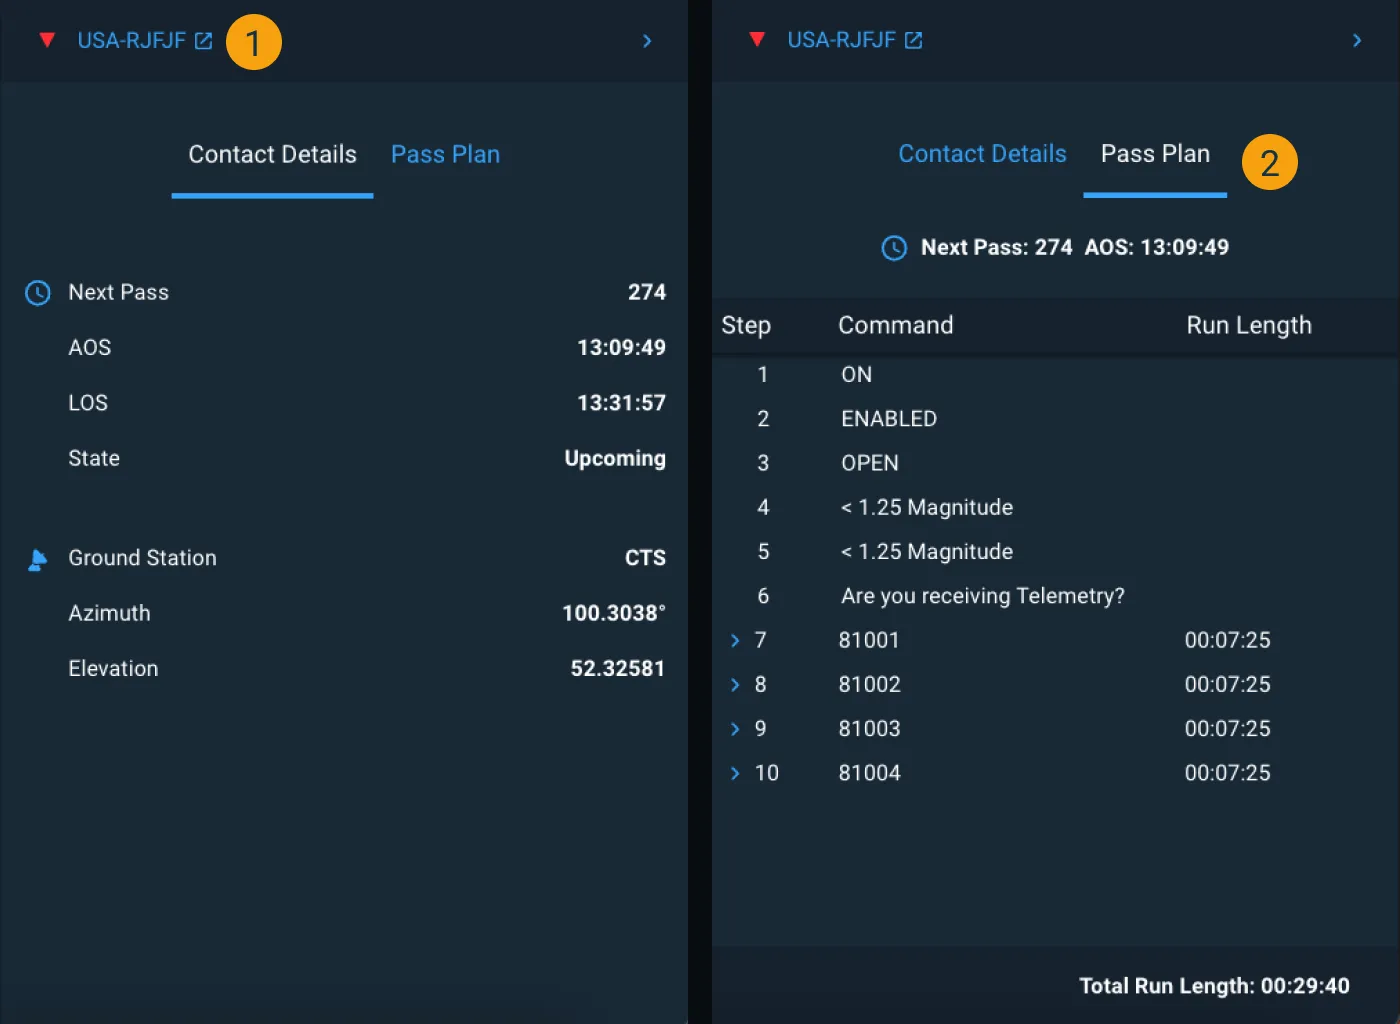 USA-RJFJF 1
Contact Details Pass Plan
Next Pass 274
AOS 13:09:49
LOS 13:31:57
State Upcoming
Ground Station CTS
Azimuth 100.3038°
Elevation 52.32581
USA-RJFJF
Contact Details Pass Plan 2
Next Pass: 274 AOS: 13:09:49
Step Command Run Length
1 ON
2 ENABLED
3 OPEN
4 < 1.25 Magnitude
5 < 1.25 Magnitude
6 Are you receiving Telemetry?
7 81001 00:07:25
8 81002 00:07:25
9 81003 00:07:25
10 81004 00:07:25
Total Run Length: 00:29:40